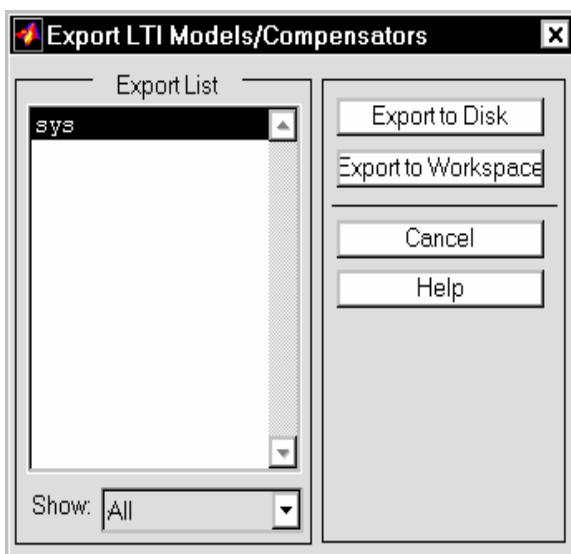 Export LTI Models/Compensators
Export List
sys
Show: All
Export to Disk
Export to Workspace
Cancel
Help